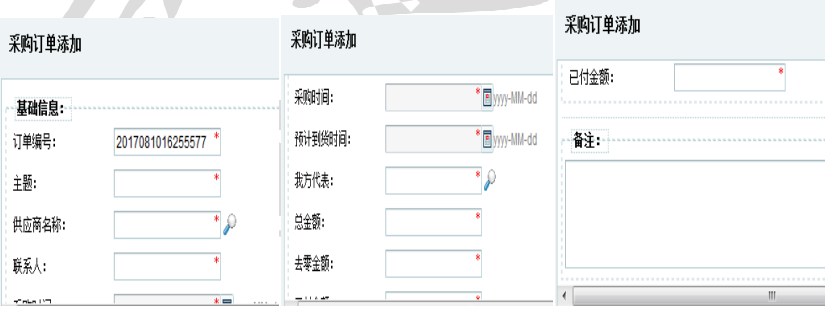 采购订单添加
基础信息:
订单编号: 2017081016255577 *
主题: *
供应商名称: *
联系人: *
采购订单添加
采购时间: * yyyy-MM-dd
预计到货时间: * yyyy-MM-dd
我方代表: *
总金额: *
去零金额: *
采购订单添加
已付金额: *
备注: